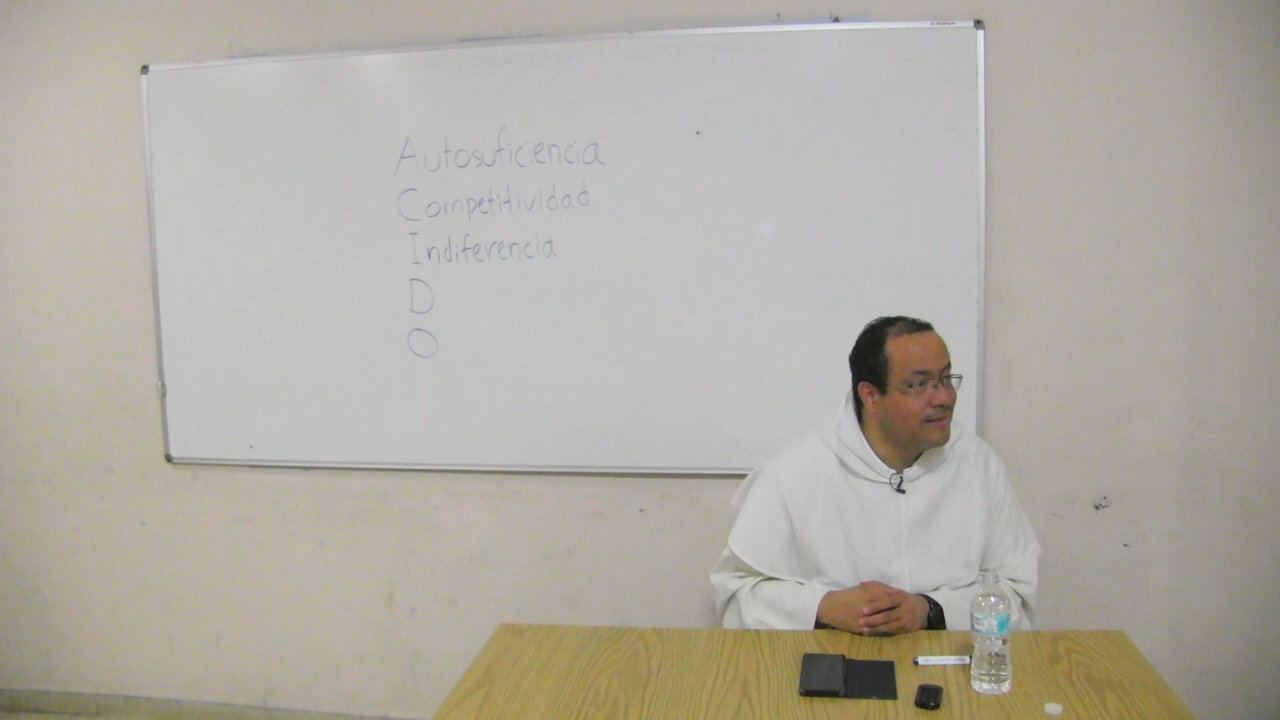 Autosuficiencia
Competitividad
Indiferencia
D
O